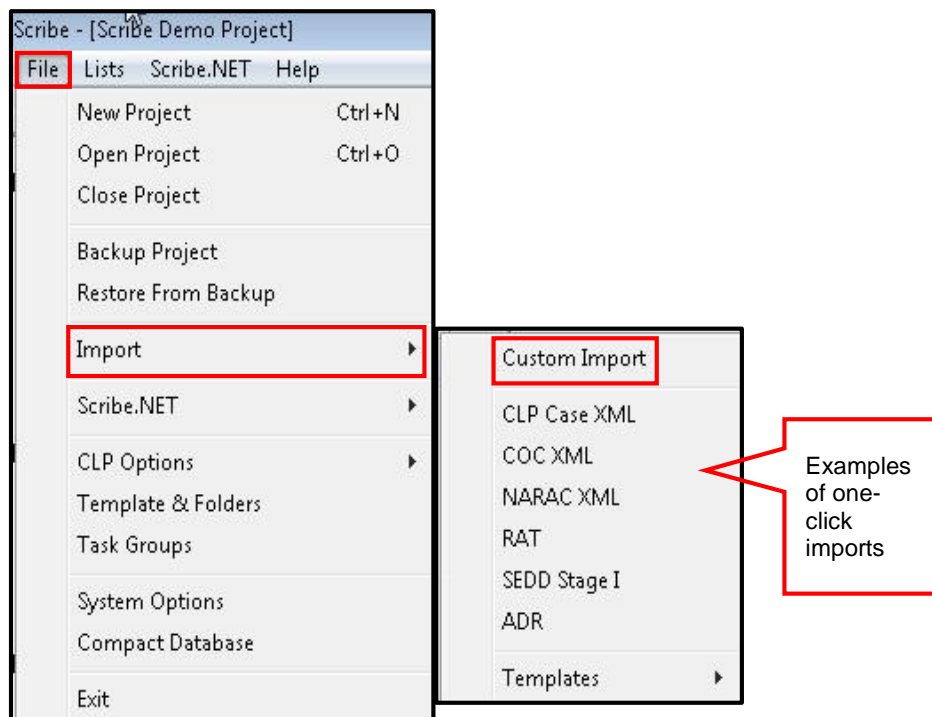 Scribe - [Scribe Demo Project]
File Lists Scribe.NET Help
New Project Ctrl+N
Open Project Ctrl+O
Close Project
Backup Project
Restore From Backup
Import
Scribe.NET
CLP Options
Template & Folders
Task Groups
System Options
Compact Database
Exit
Custom Import
CLP Case XML
COC XML
NARAC XML
RAT
SEDD Stage I
ADR
Templates
Examples
of one-
click
imports